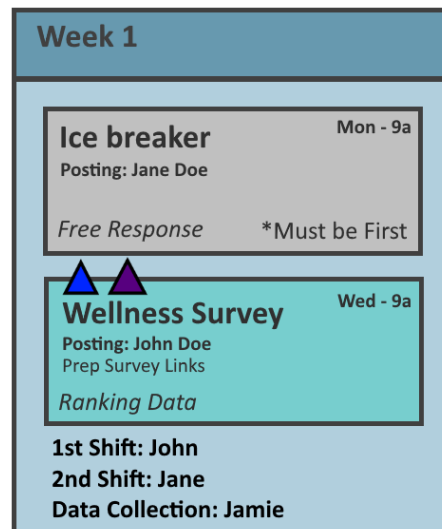 Week 1
Ice breaker
Mon - 9a
Posting: Jane Doe
Free Response
*Must be First
Wellness Survey
Wed - 9a
Posting: John Doe
Prep Survey Links
Ranking Data
1st Shift: John
2nd Shift: Jane
Data Collection: Jamie